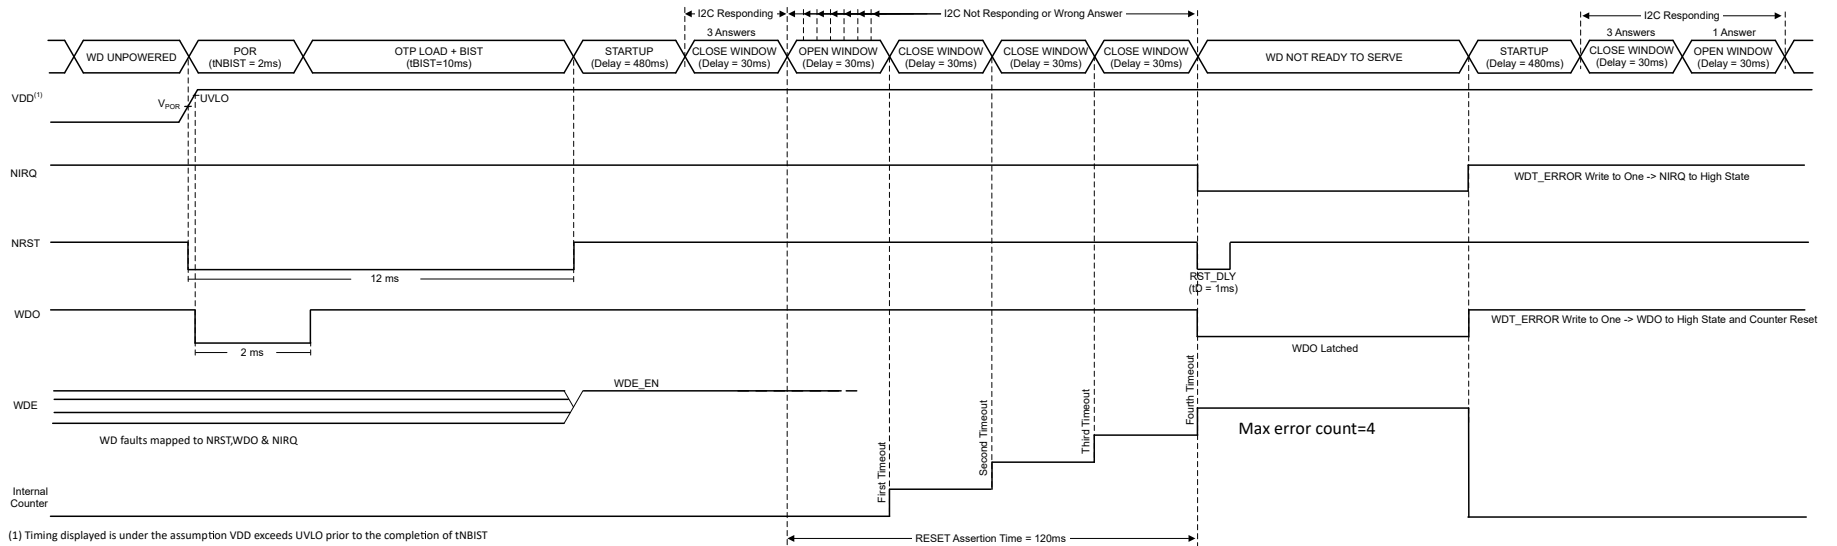 I2C Responding
I2C Not Responding or Wrong Answer
I2C Responding
3 Answers
3 Answers
1 Answer
WD UNPOWERED
POR
(tNBIST = 2ms)
OTP LOAD + BIST
(tBIST=10ms)
STARTUP
(Delay = 480ms)
CLOSE WINDOW
(Delay = 30ms)
OPEN WINDOW
(Delay = 30ms)
CLOSE WINDOW
(Delay = 30ms)
CLOSE WINDOW
(Delay = 30ms)
CLOSE WINDOW
(Delay = 30ms)
WD NOT READY TO SERVE
STARTUP
(Delay = 480ms)
CLOSE WINDOW
(Delay = 30ms)
OPEN WINDOW
(Delay = 30ms)
VDD(1)
VPOR
UVLO
NIRQ
WDT_ERROR Write to One -> NIRQ to High State
NRST
12 ms
RST_DLY
(tD = 1ms)
WDO
2 ms
WDO Latched
WDT_ERROR Write to One -> WDO to High State and Counter Reset
WDE
WDE_EN
WD faults mapped to NRST,WDO & NIRQ
First Timeout
Second Timeout
Third Timeout
Fourth Timeout
Max error count=4
Internal
Counter
(1) Timing displayed is under the assumption VDD exceeds UVLO prior to the completion of tNBIST
RESET Assertion Time = 120ms